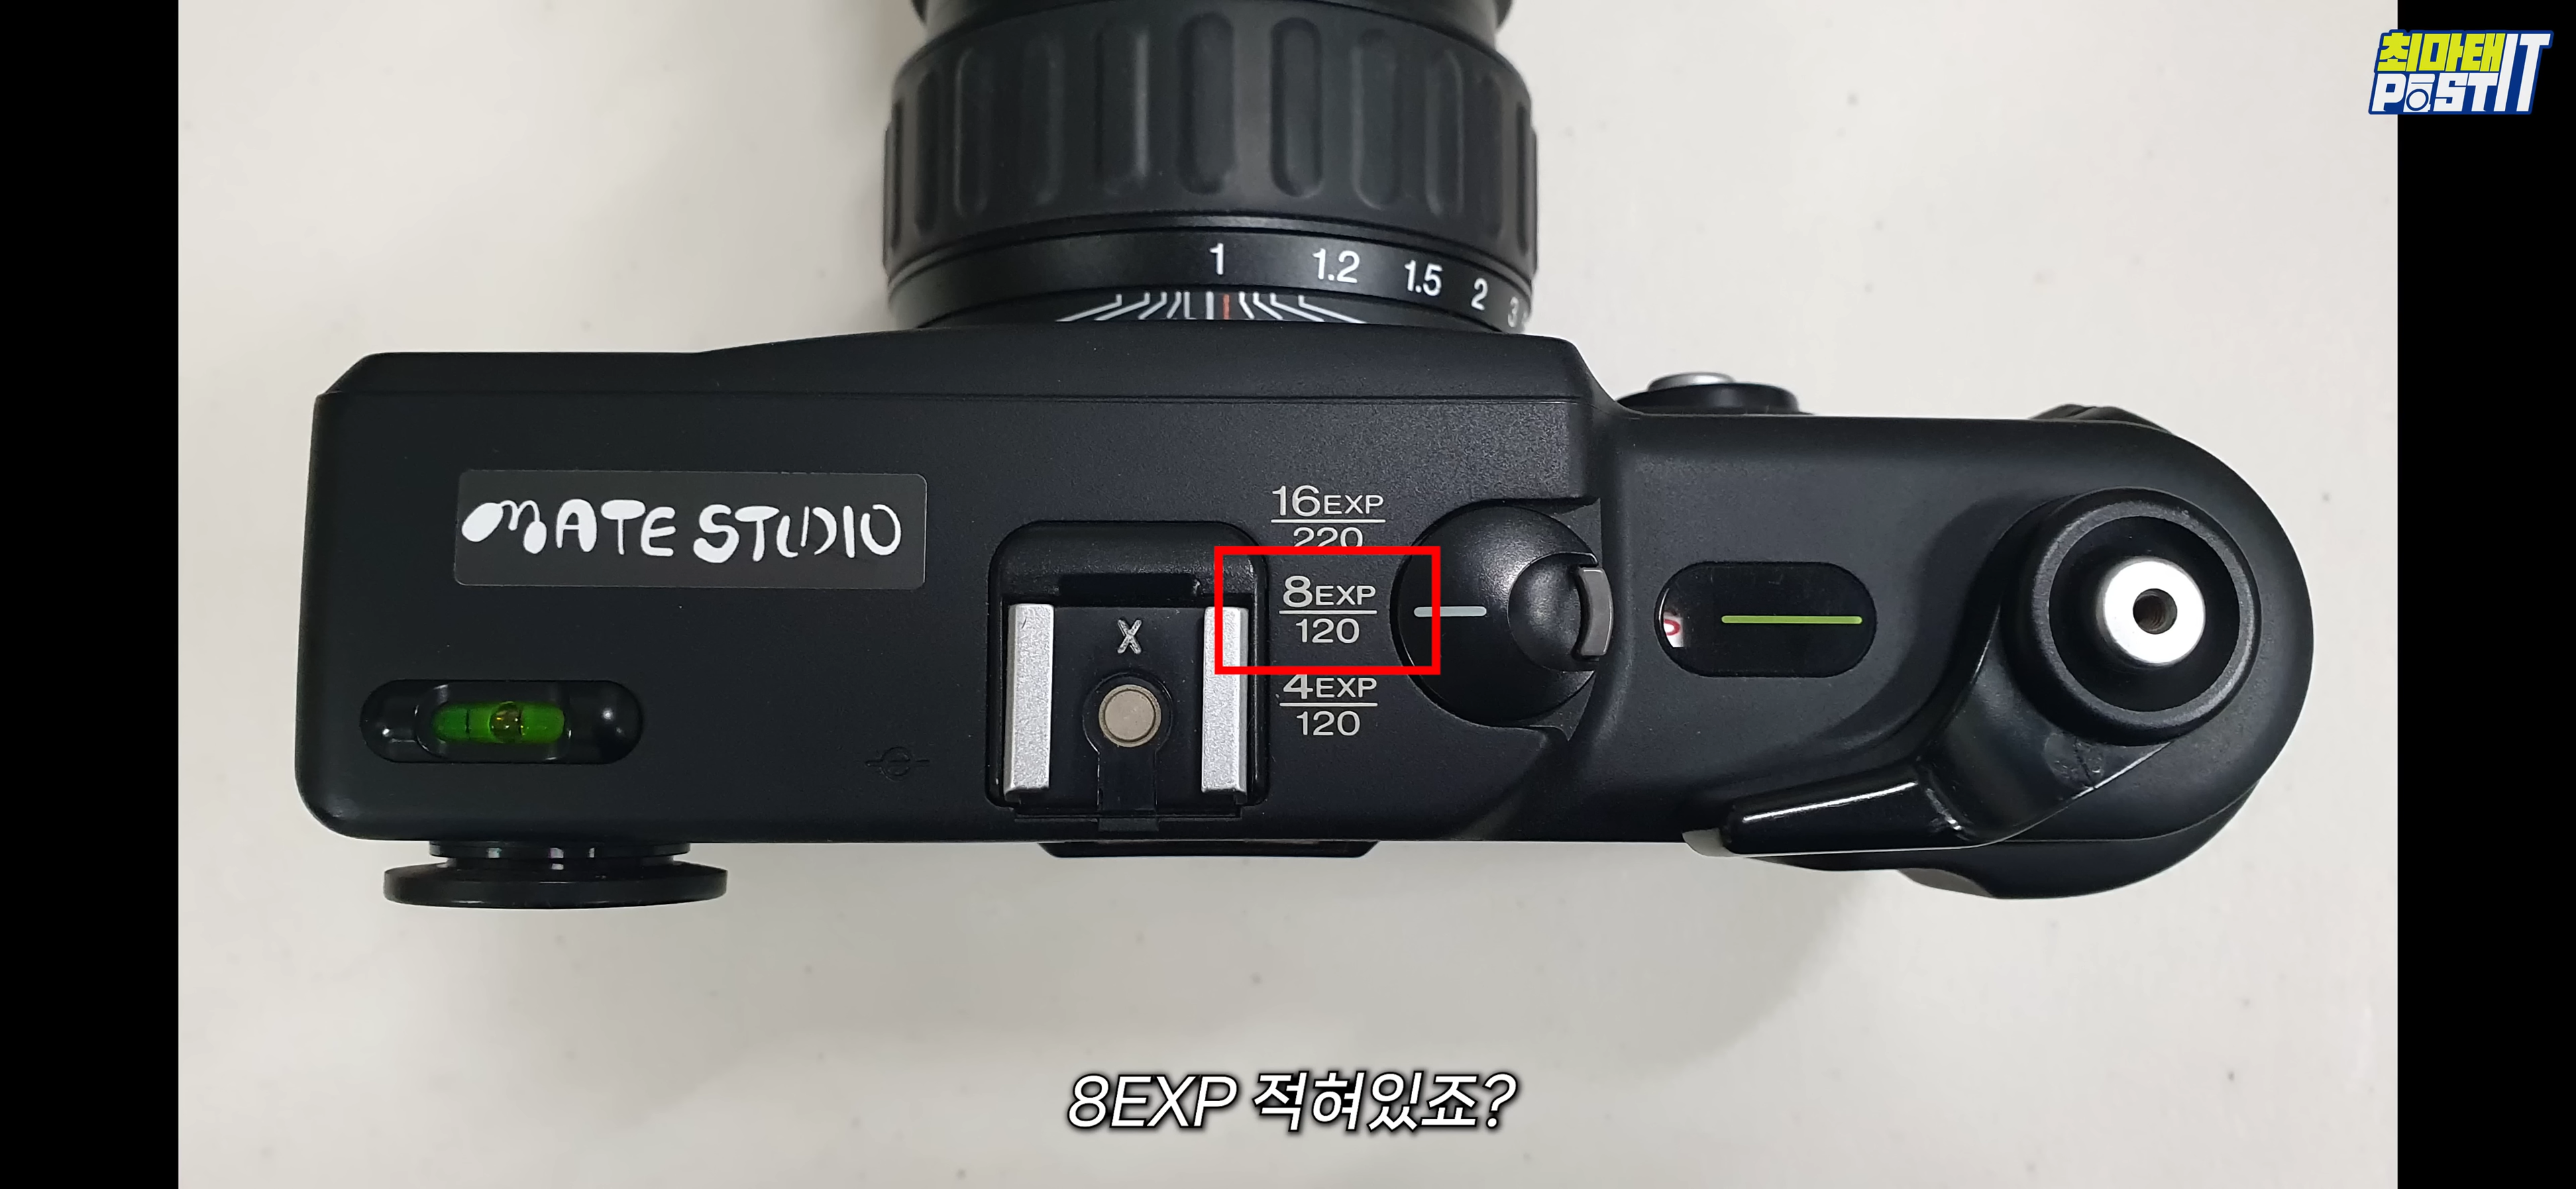 최마태
POST IT
1 1.2 1.5 2 3
MATE STUDIO
16EXP
220
8EXP
120
4EXP
120
X
8EXP 적혀있죠?